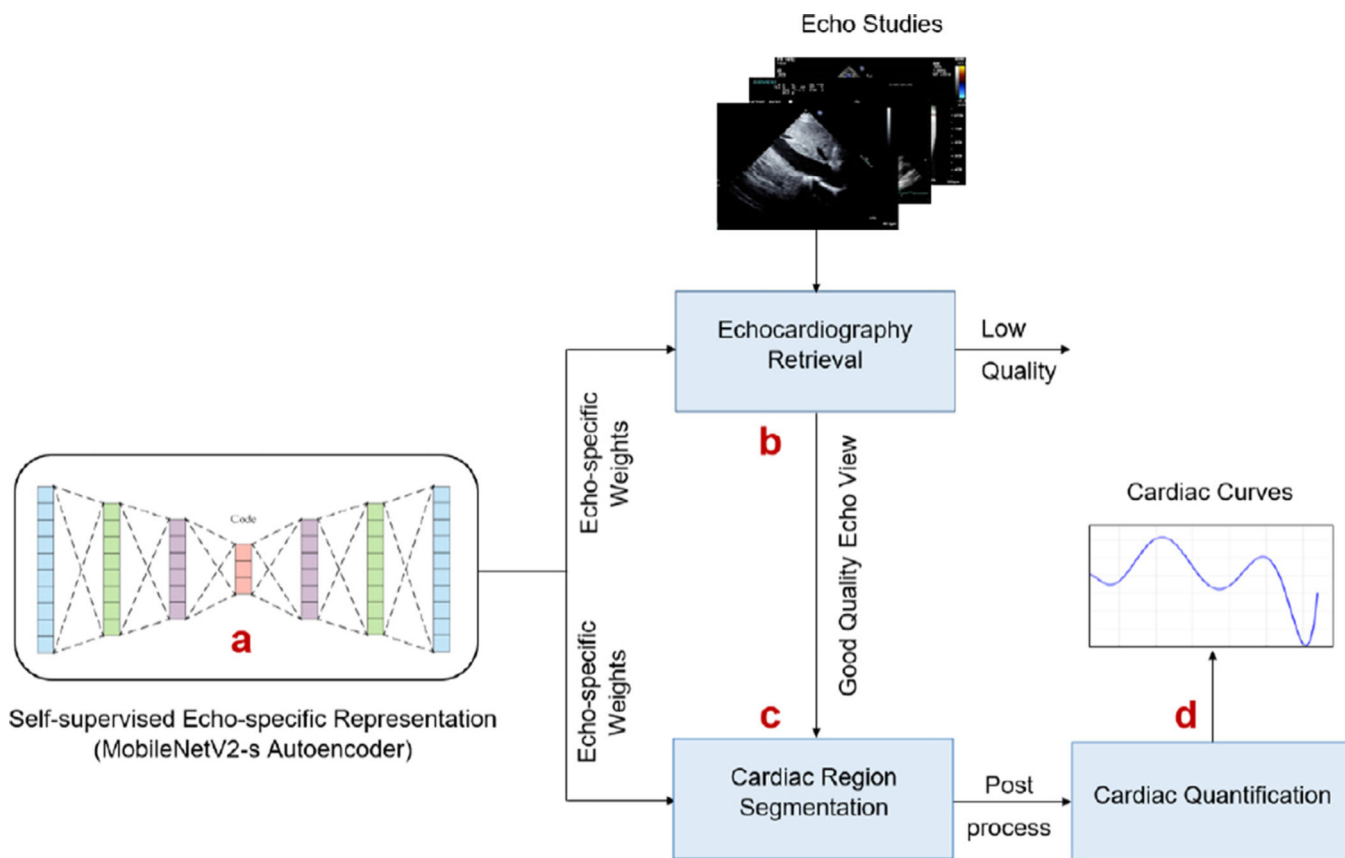 Echo Studies
Echocardiography
Retrieval
Low
Quality
b
Echo-specific
Weights
Good Quality Echo View
Code
a
Self-supervised Echo-specific Representation
(MobileNetV2-s Autoencoder)
Echo-specific
Weights
c
Cardiac Region
Segmentation
Post
process
Cardiac Curves
d
Cardiac Quantification